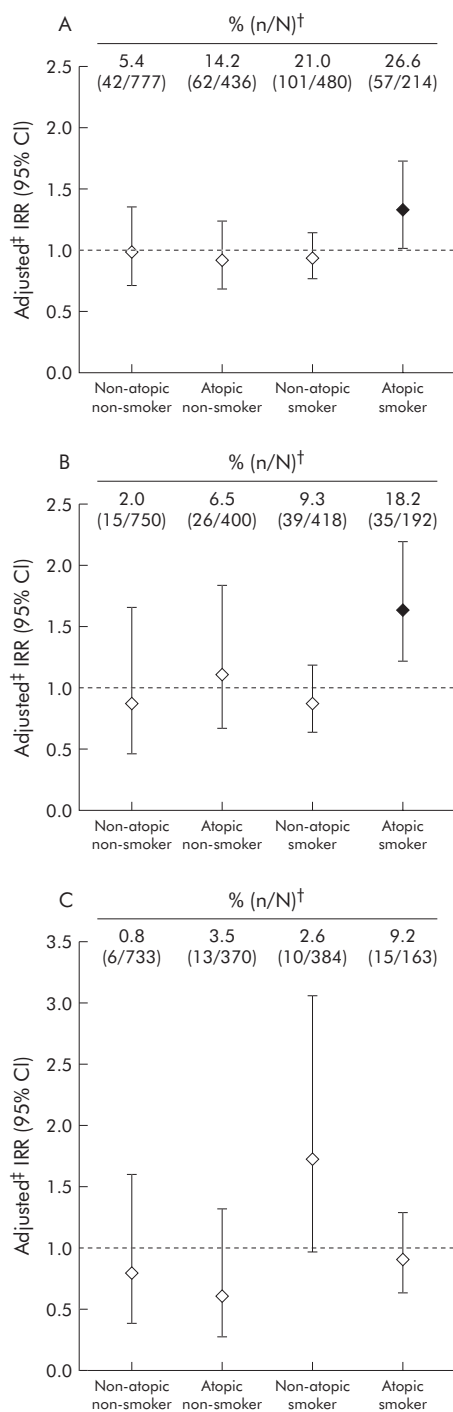 A
% (n/N)†
5.4 14.2 21.0 26.6
(42/777) (62/436) (101/480) (57/214)
Adjusted‡ IRR (95% CI)
2.5
2.0
1.5
1.0
0.5
0.0
Non-atopic Atopic Non-atopic Atopic
non-smoker non-smoker smoker smoker
B
% (n/N)†
2.0 6.5 9.3 18.2
(15/750) (26/400) (39/418) (35/192)
Adjusted‡ IRR (95% CI)
2.5
2.0
1.5
1.0
0.5
0.0
Non-atopic Atopic Non-atopic Atopic
non-smoker non-smoker smoker smoker
C
% (n/N)†
0.8 3.5 2.6 9.2
(6/733) (13/370) (10/384) (15/163)
Adjusted‡ IRR (95% CI)
3.5
3.0
2.5
2.0
1.5
1.0
0.5
0.0
Non-atopic Atopic Non-atopic Atopic
non-smoker non-smoker smoker smoker